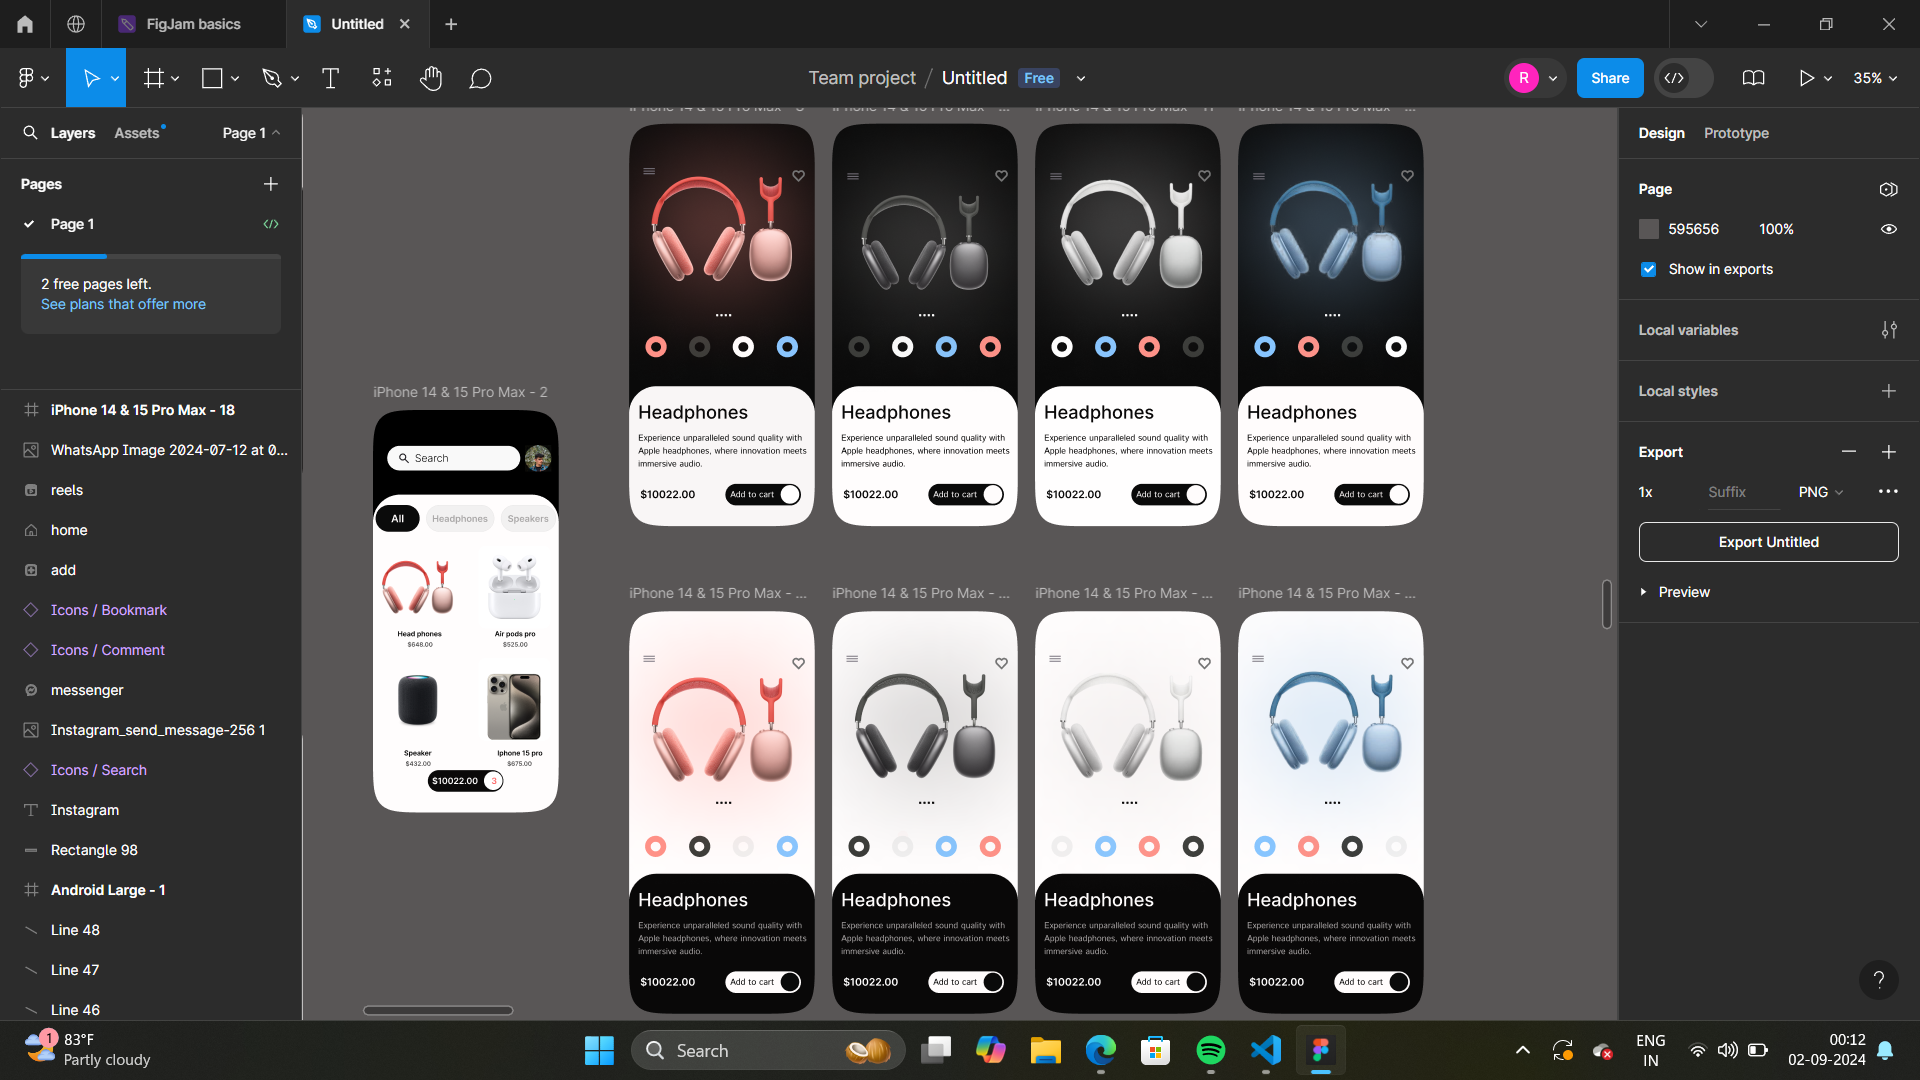 FigJam basics
Untitled
Team project / Untitled Free
R
Share
35%
Layers Assets Page 1
Pages
Page 1
2 free pages left.
See plans that offer more
iPhone 14 & 15 Pro Max - 18
WhatsApp Image 2024-07-12 at 0...
reels
home
add
Icons / Bookmark
Icons / Comment
messenger
Instagram_send_message-256 1
Icons / Search
Instagram
Rectangle 98
Android Large - 1
Line 48
Line 47
Line 46
iPhone 14 & 15 Pro Max - 2
Search
All Headphones Speakers
Head phones
$648.00
Air pods pro
$525.00
Speaker
$432.00
Iphone 15 pro
$675.00
$10022.00 3
Headphones
Experience unparalleled sound quality with
Apple headphones, where innovation meets
immersive audio.
$10022.00 Add to cart
Headphones
Experience unparalleled sound quality with
Apple headphones, where innovation meets
immersive audio.
$10022.00 Add to cart
Headphones
Experience unparalleled sound quality with
Apple headphones, where innovation meets
immersive audio.
$10022.00 Add to cart
Headphones
Experience unparalleled sound quality with
Apple headphones, where innovation meets
immersive audio.
$10022.00 Add to cart
iPhone 14 & 15 Pro Max - ...
iPhone 14 & 15 Pro Max - ...
iPhone 14 & 15 Pro Max - ...
iPhone 14 & 15 Pro Max - ...
Headphones
Experience unparalleled sound quality with
Apple headphones, where innovation meets
immersive audio.
$10022.00 Add to cart
Headphones
Experience unparalleled sound quality with
Apple headphones, where innovation meets
immersive audio.
$10022.00 Add to cart
Headphones
Experience unparalleled sound quality with
Apple headphones, where innovation meets
immersive audio.
$10022.00 Add to cart
Headphones
Experience unparalleled sound quality with
Apple headphones, where innovation meets
immersive audio.
$10022.00 Add to cart
Design Prototype
Page
595656 100%
Show in exports
Local variables
Local styles
Export
1x Suffix PNG
Export Untitled
Preview
?
1
83°F
Partly cloudy
Search
ENG
IN
00:12
02-09-2024